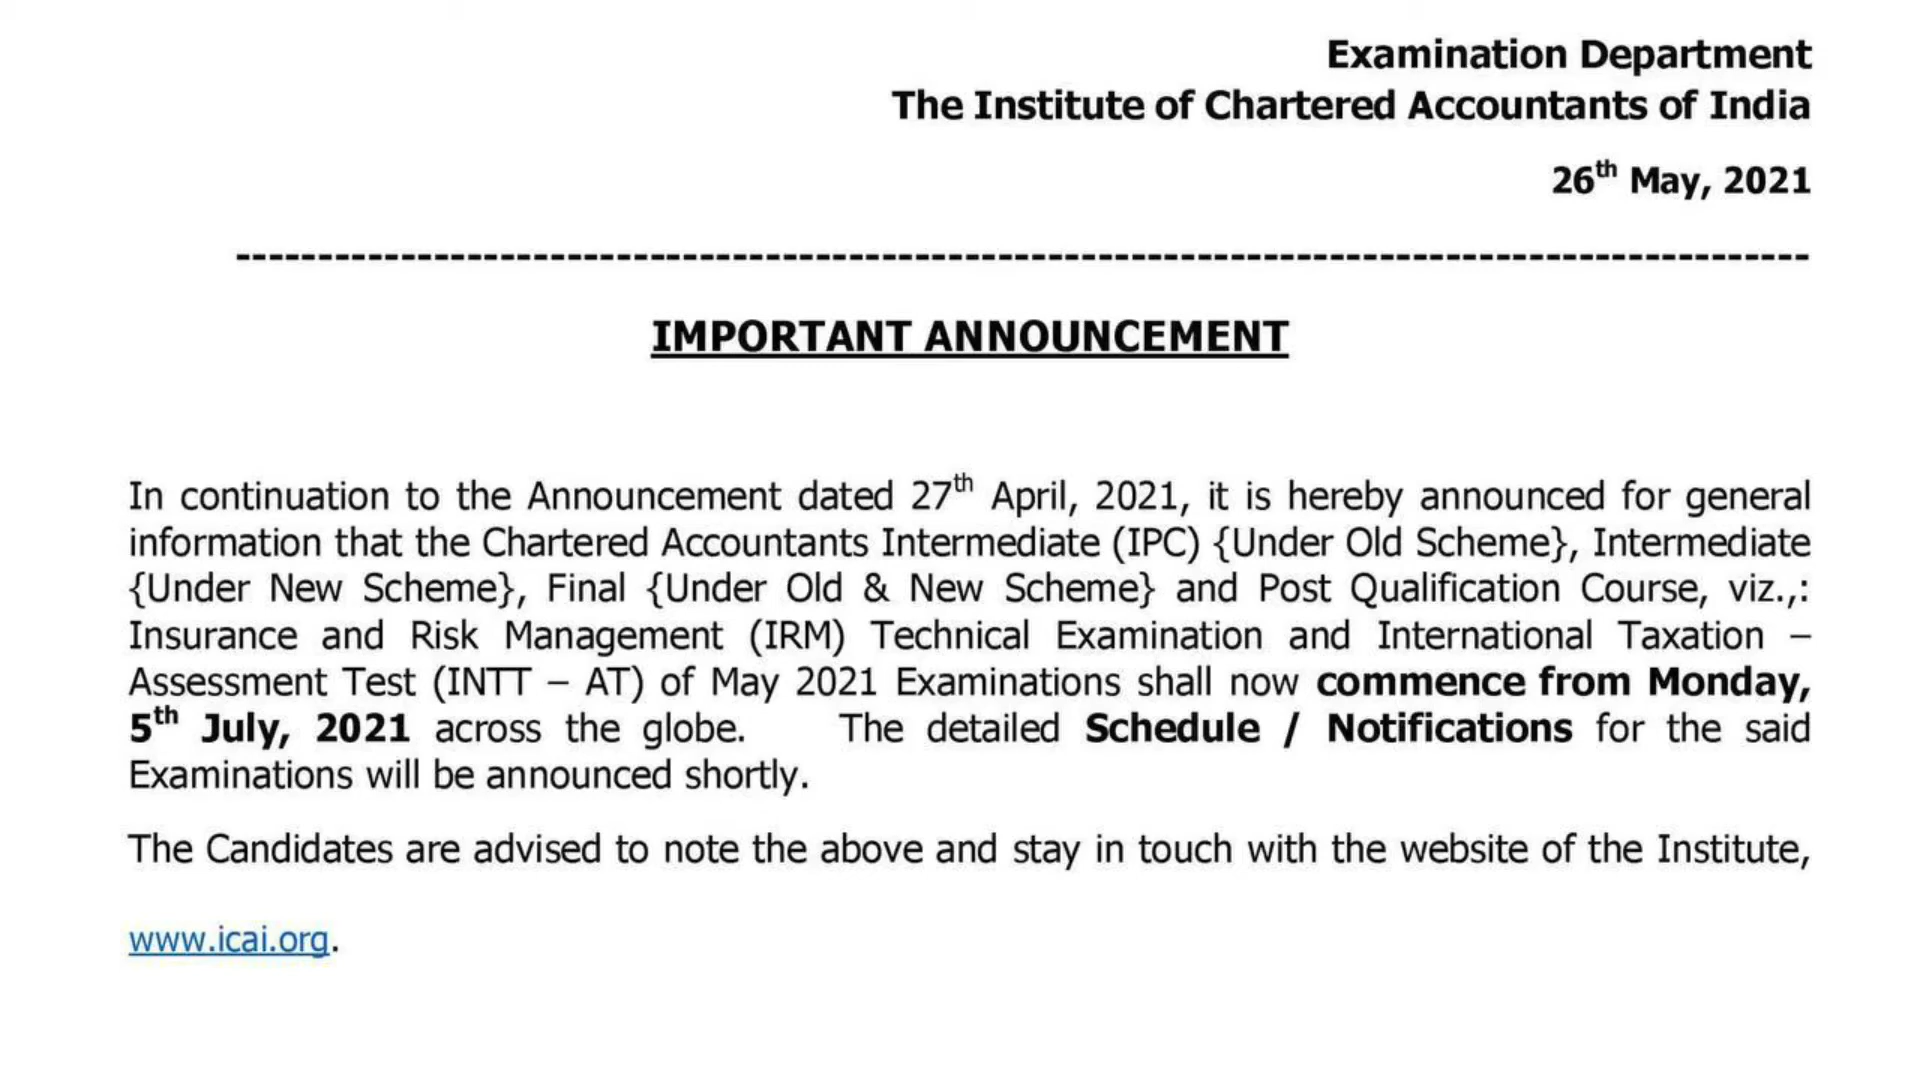 Examination Department
The Institute of Chartered Accountants of India
26th May, 2021
------------------------------------------------------------------------------------------------
IMPORTANT ANNOUNCEMENT
In continuation to the Announcement dated 27th April, 2021, it is hereby announced for general
information that the Chartered Accountants Intermediate (IPC) {Under Old Scheme}, Intermediate
{Under New Scheme}, Final {Under Old & New Scheme} and Post Qualification Course, viz.,:
Insurance and Risk Management (IRM) Technical Examination and International Taxation –
Assessment Test (INTT – AT) of May 2021 Examinations shall now commence from Monday,
5th July, 2021 across the globe. The detailed Schedule / Notifications for the said
Examinations will be announced shortly.
The Candidates are advised to note the above and stay in touch with the website of the Institute,
www.icai.org.